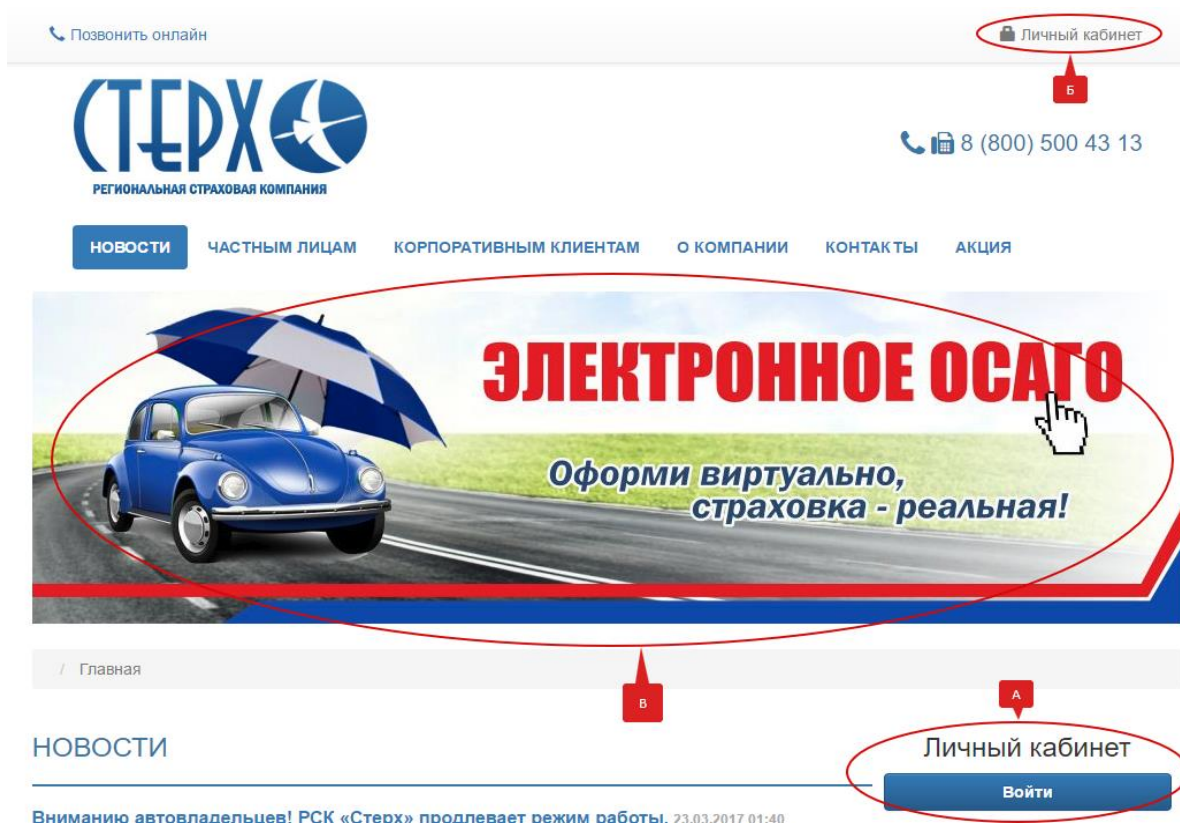 Позвонить онлайн
Личный кабинет
Б
СТЕРХ
РЕГИОНАЛЬНАЯ СТРАХОВАЯ КОМПАНИЯ
8 (800) 500 43 13
НОВОСТИ ЧАСТНЫМ ЛИЦАМ КОРПОРАТИВНЫМ КЛИЕНТАМ О КОМПАНИИ КОНТАКТЫ АКЦИЯ
ЭЛЕКТРОННОЕ ОСАГО
Оформи виртуально,
страховка - реальная!
/ Главная
В
А
НОВОСТИ
Личный кабинет
Войти
Вниманию автовладельцев! РСК «Стерх» продлевает режим работы. 23.03.2017 01:40